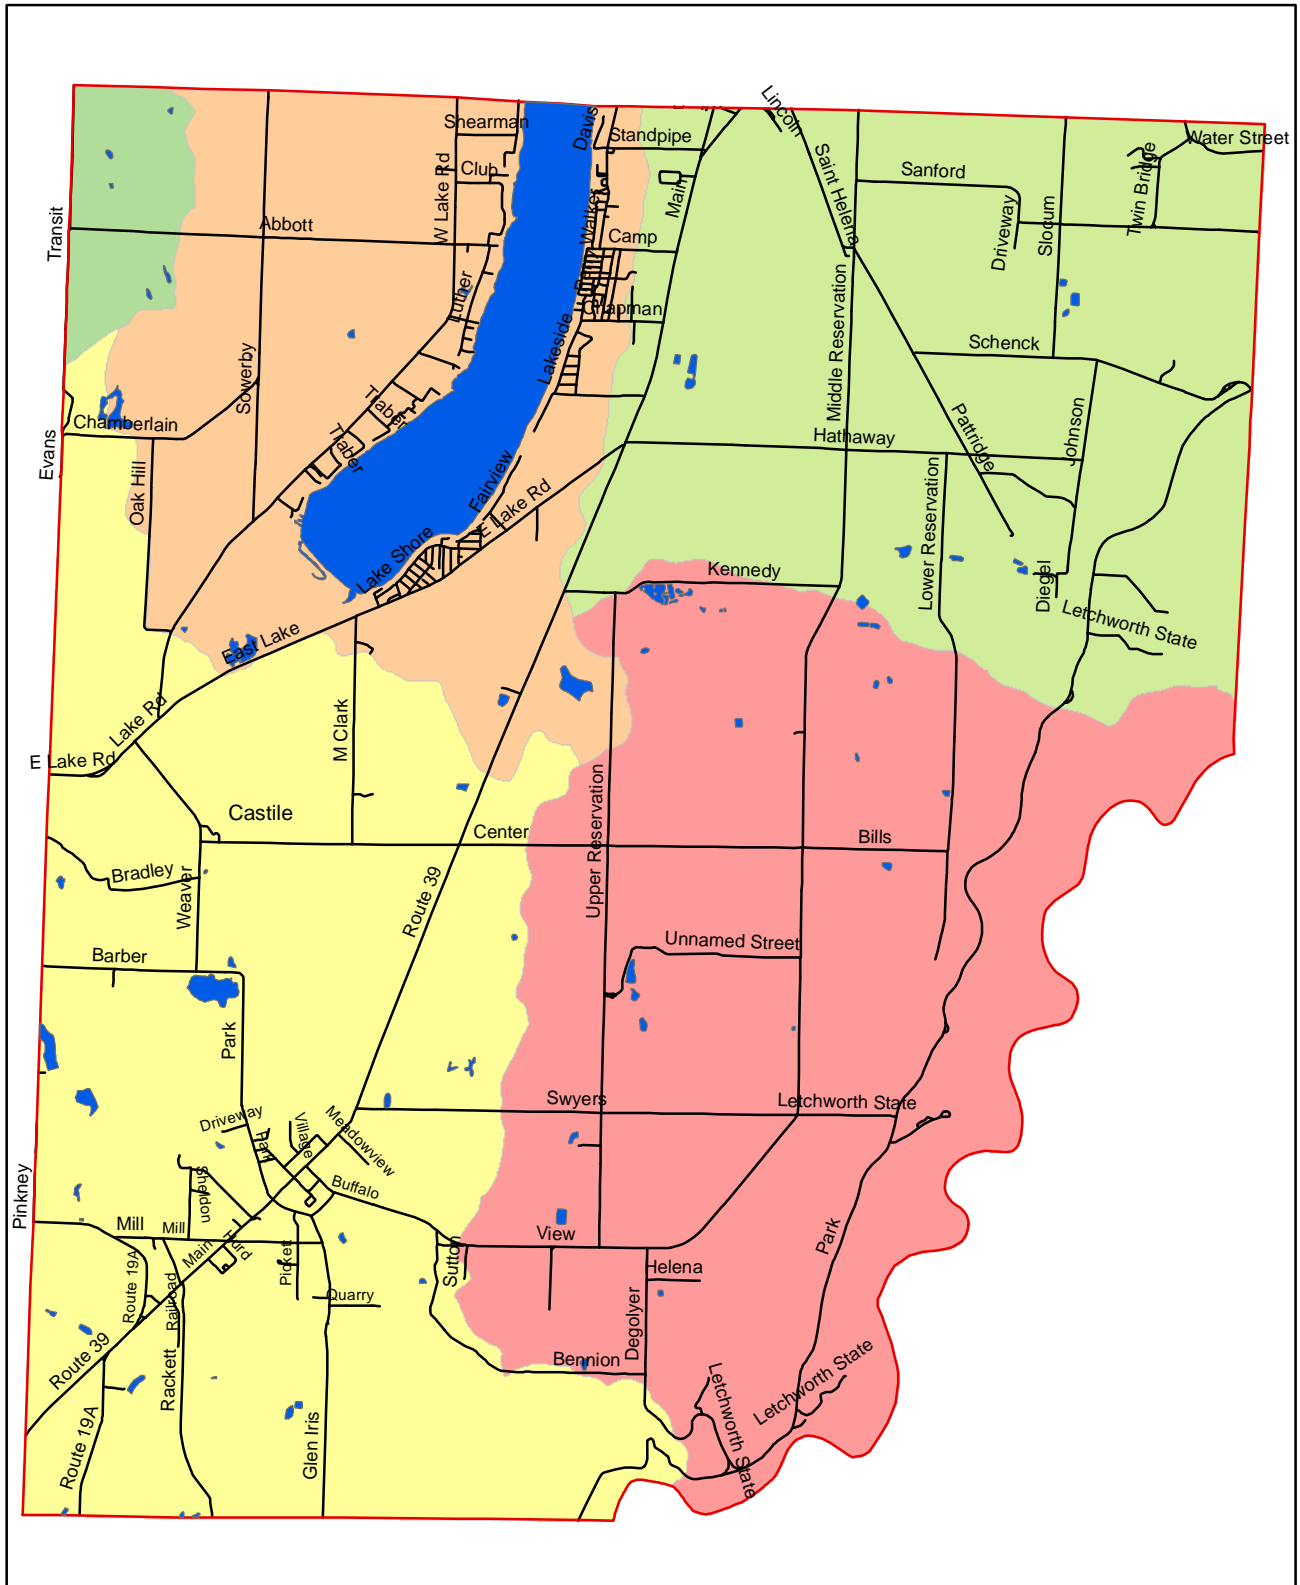 Lincoln
Shearman
Davis
Standpipe
Water Street
Club
W Lake Rd
Main
Saint Helena
Sanford
Twin Bridge
Transit
Abbott
Walker
Camp
Driveway
Slocum
Luther
Chapman
Middle Reservation
Schenck
Lakeside
Sowerby
Traber
Traber
Chamberlain
Evans
Oak Hill
Hathaway
Pattridge
Johnson
Fairview
E Lake Rd
Lake Shore
Kennedy
Lower Reservation
Diegel
Letchworth State
East Lake
Lake Rd
M Clark
E Lake Rd
Castile
Center
Upper Reservation
Bills
Bradley
Weaver
Route 39
Barber
Unnamed Street
Park
Swyers
Letchworth State
Driveway
Park
Village
Meadowview
Pinkney
Sheldon
Buffalo
Mill
Mill
Main
Hurd
Picket
Sutton
View
Park
Helena
Route 19A
Railroad
Quarry
Degolyer
Route 39
Rackett
Bennion
Letchworth State
Letchworth State
Route 19A
Glen Iris